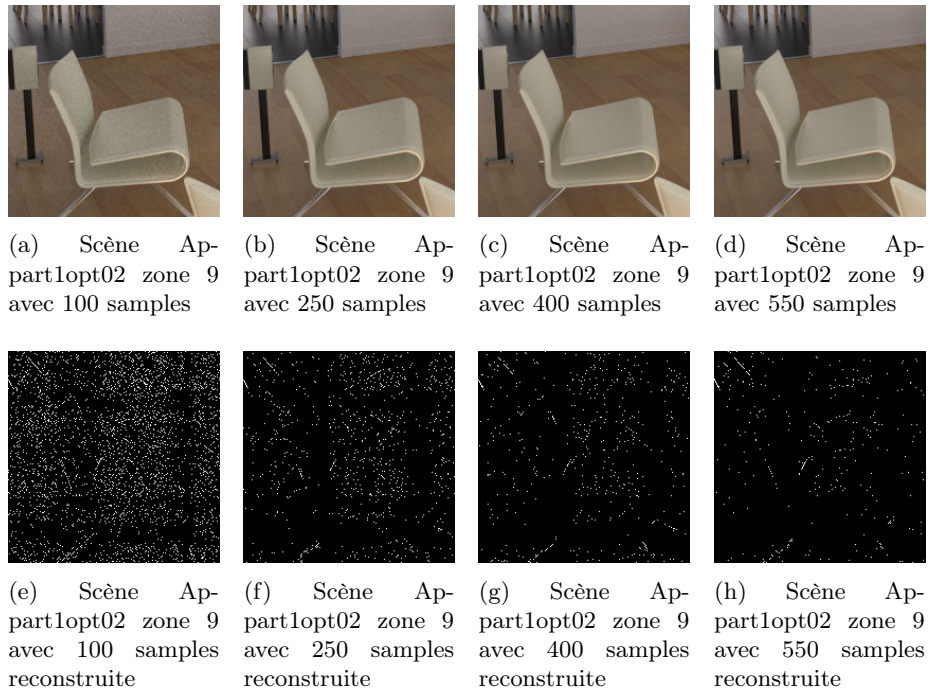 (a) Scène Ap-
part1opt02 zone 9
avec 100 samples
(b) Scène Ap-
part1opt02 zone 9
avec 250 samples
(c) Scène Ap-
part1opt02 zone 9
avec 400 samples
(d) Scène Ap-
part1opt02 zone 9
avec 550 samples
(e) Scène Ap-
part1opt02 zone 9
avec 100 samples
reconstruite
(f) Scène Ap-
part1opt02 zone 9
avec 250 samples
reconstruite
(g) Scène Ap-
part1opt02 zone 9
avec 400 samples
reconstruite
(h) Scène Ap-
part1opt02 zone 9
avec 550 samples
reconstruite